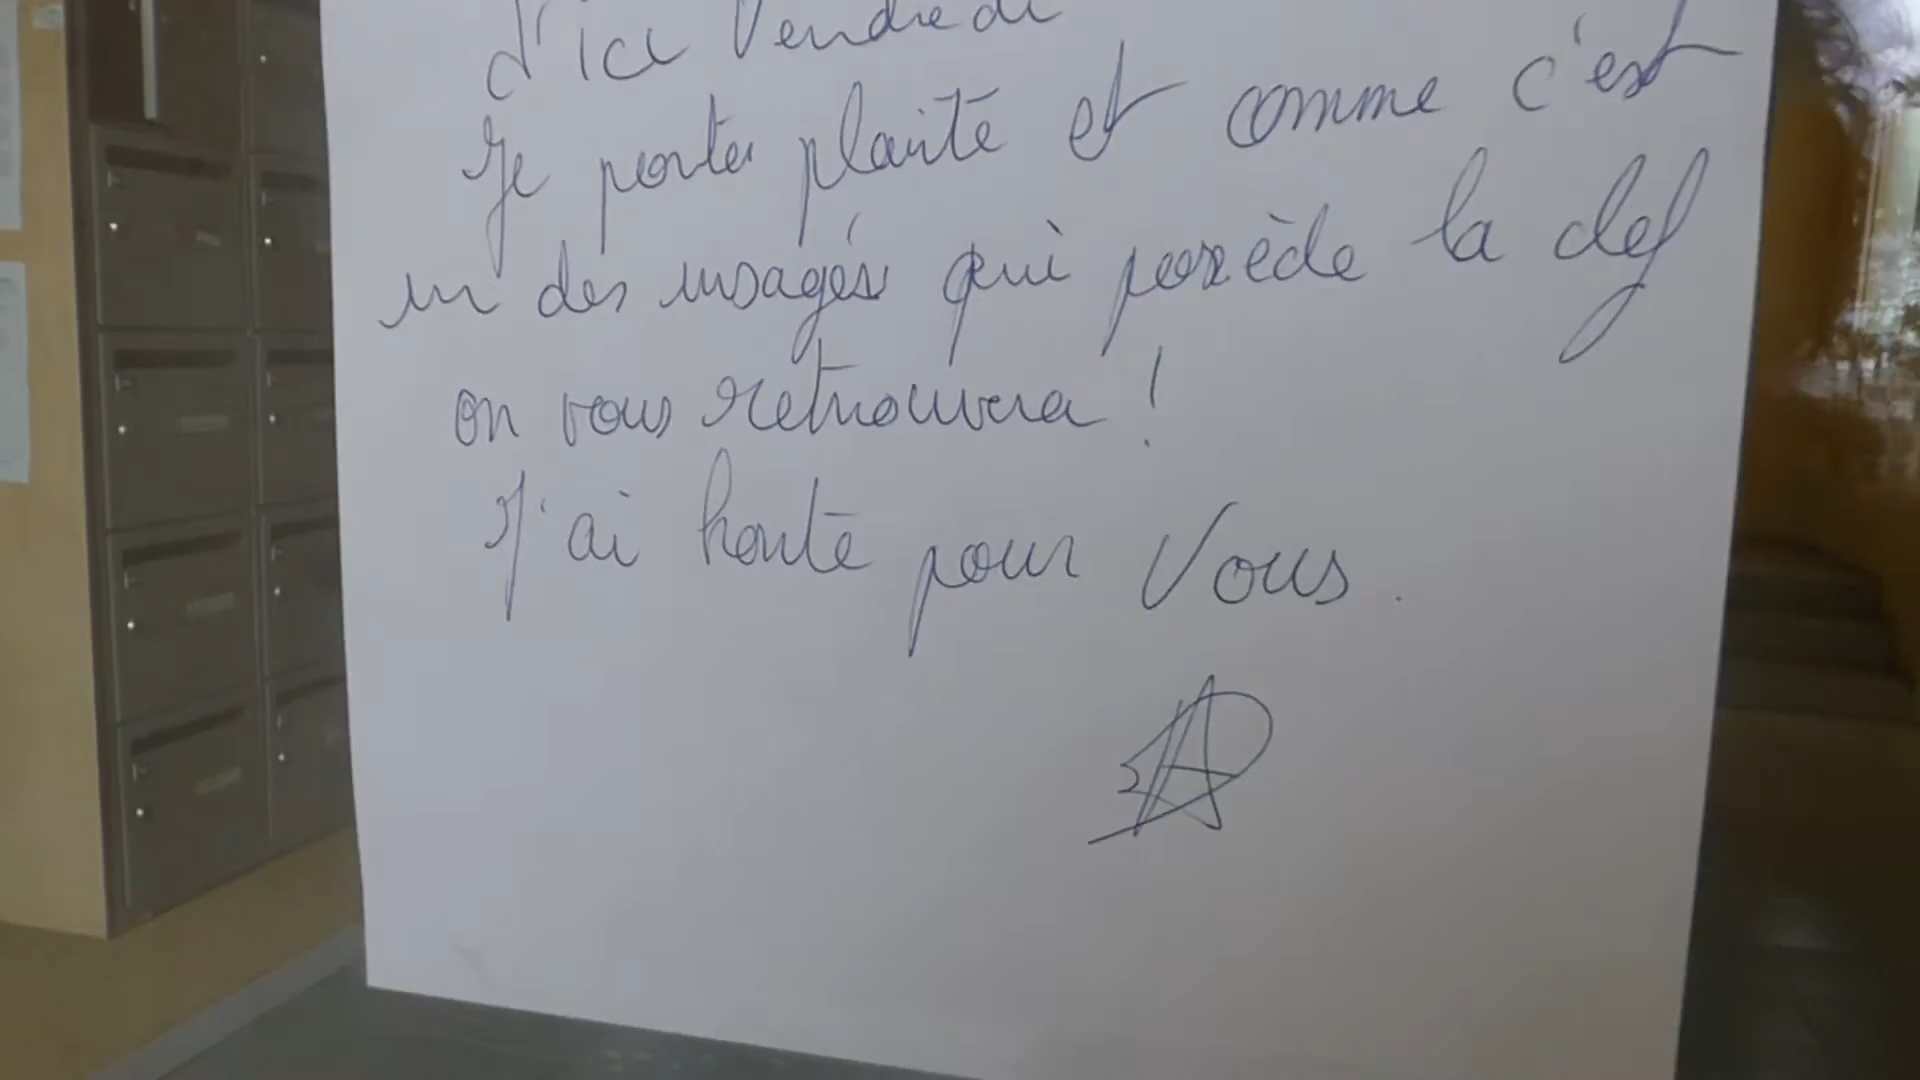 d'ici Vendredi
Je porte plainte et comme c'est
un des usagés qui possède la clef
on vous retrouvera !
J'ai honte pour Vous.